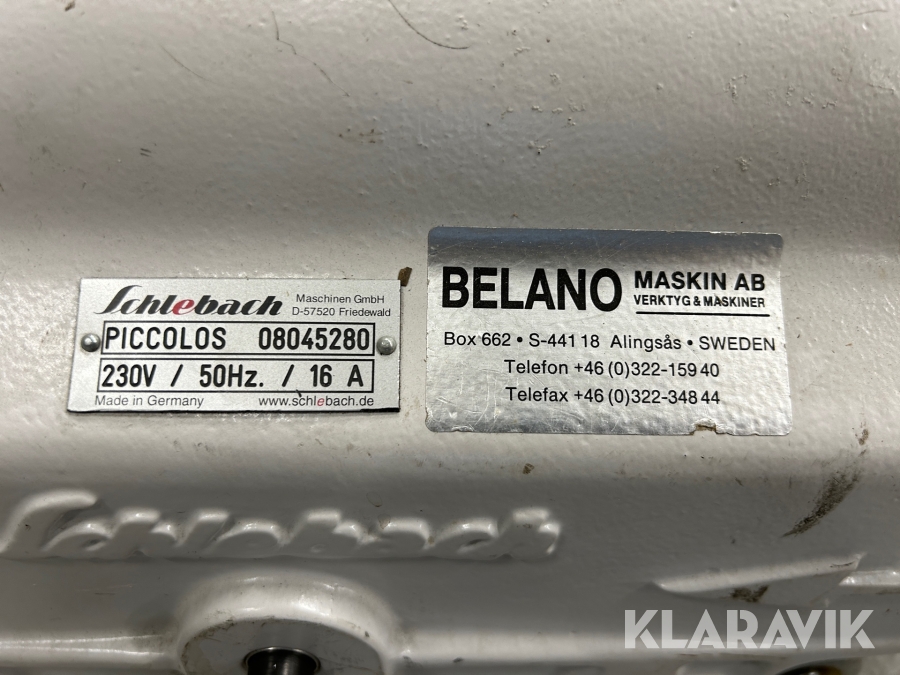 Schlebach Maschinen GmbH
D-57520 Friedewald
PICCOLOS 08045280
230V / 50Hz. / 16 A
Made in Germany www.schlebach.de
BELANO MASKIN AB
VERKTYG & MASKINER
Box 662 • S-441 18 Alingsås • SWEDEN
Telefon +46 (0)322-159 40
Telefax +46 (0)322-348 44
Schlebach
KLARAVIK